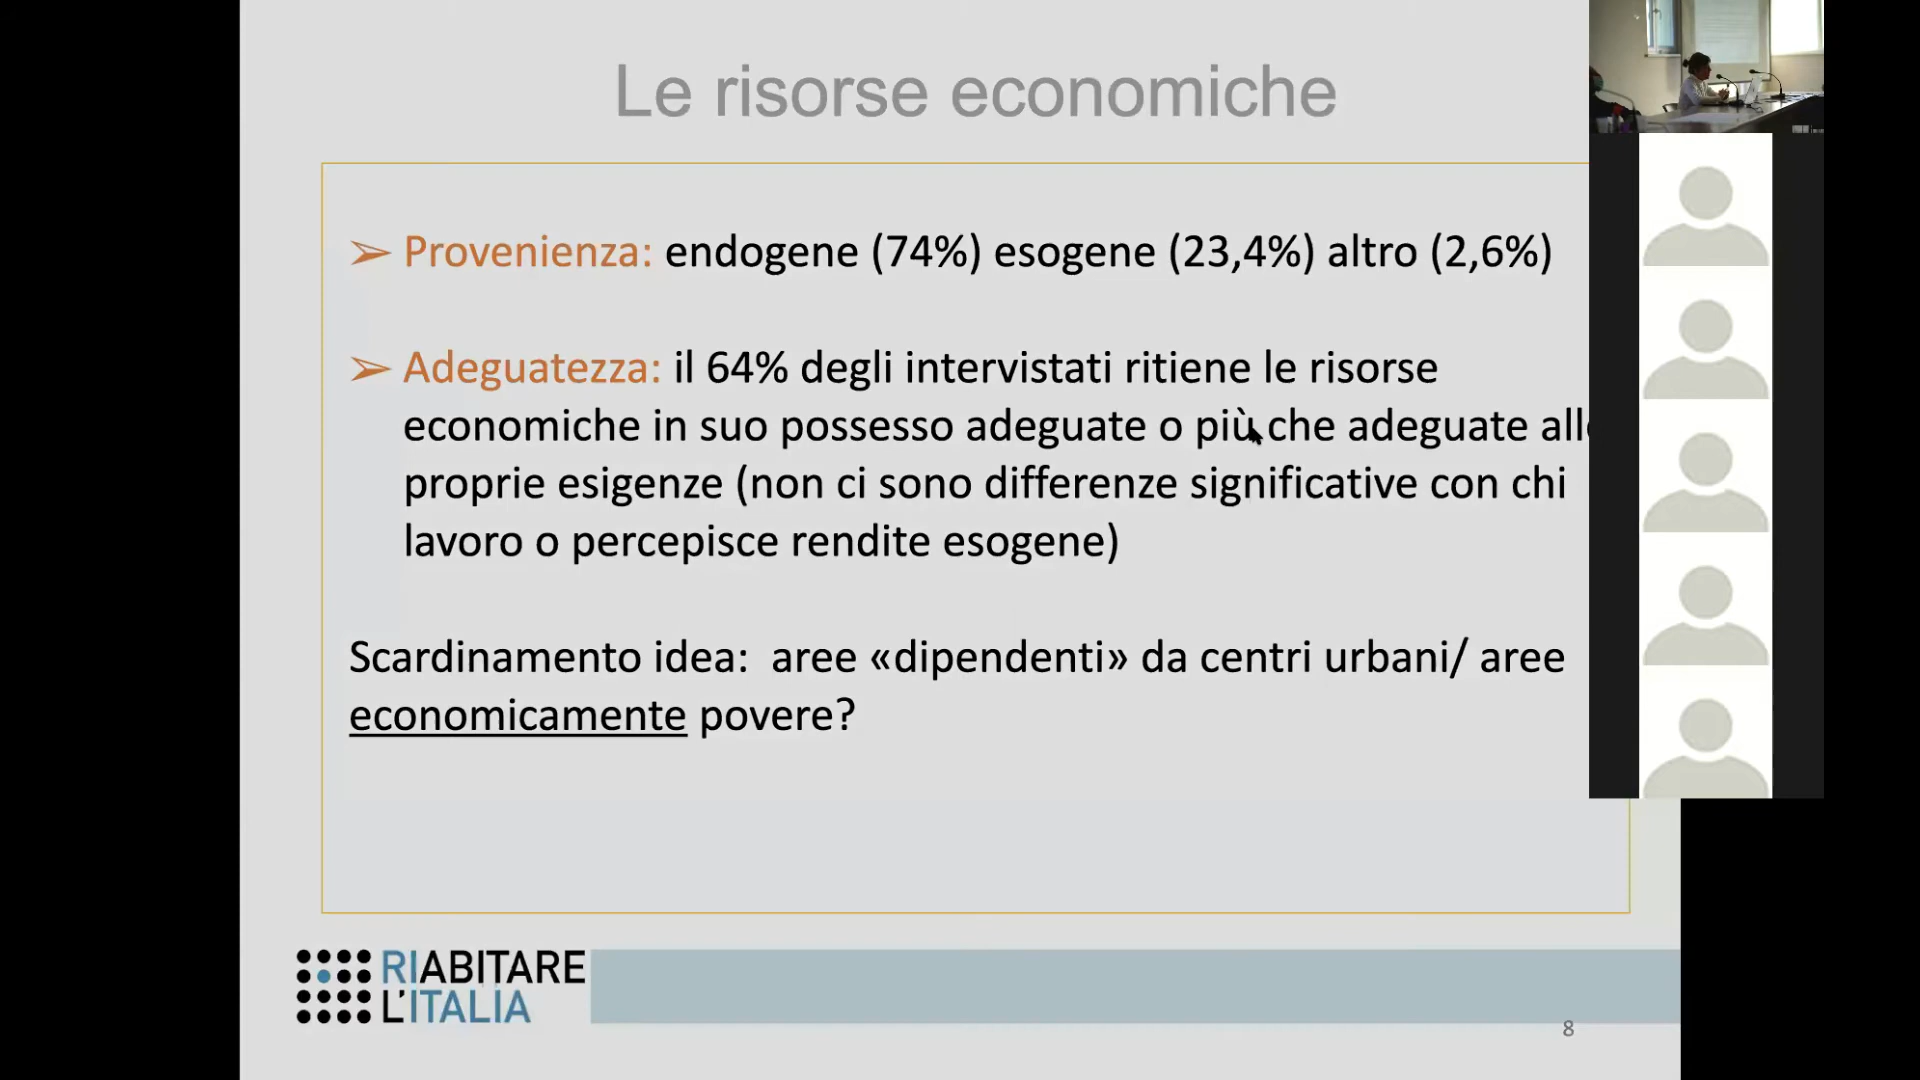 Le risorse economiche
➢ Provenienza: endogene (74%) esogene (23,4%) altro (2,6%)
➢ Adeguatezza: il 64% degli intervistati ritiene le risorse
economiche in suo possesso adeguate o più che adeguate
proprie esigenze (non ci sono differenze significative con chi
lavoro o percepisce rendite esogene)
Scardinamento idea: aree «dipendenti» da centri urbani/ aree
economicamente povere?
RIABITARE
L'ITALIA
8